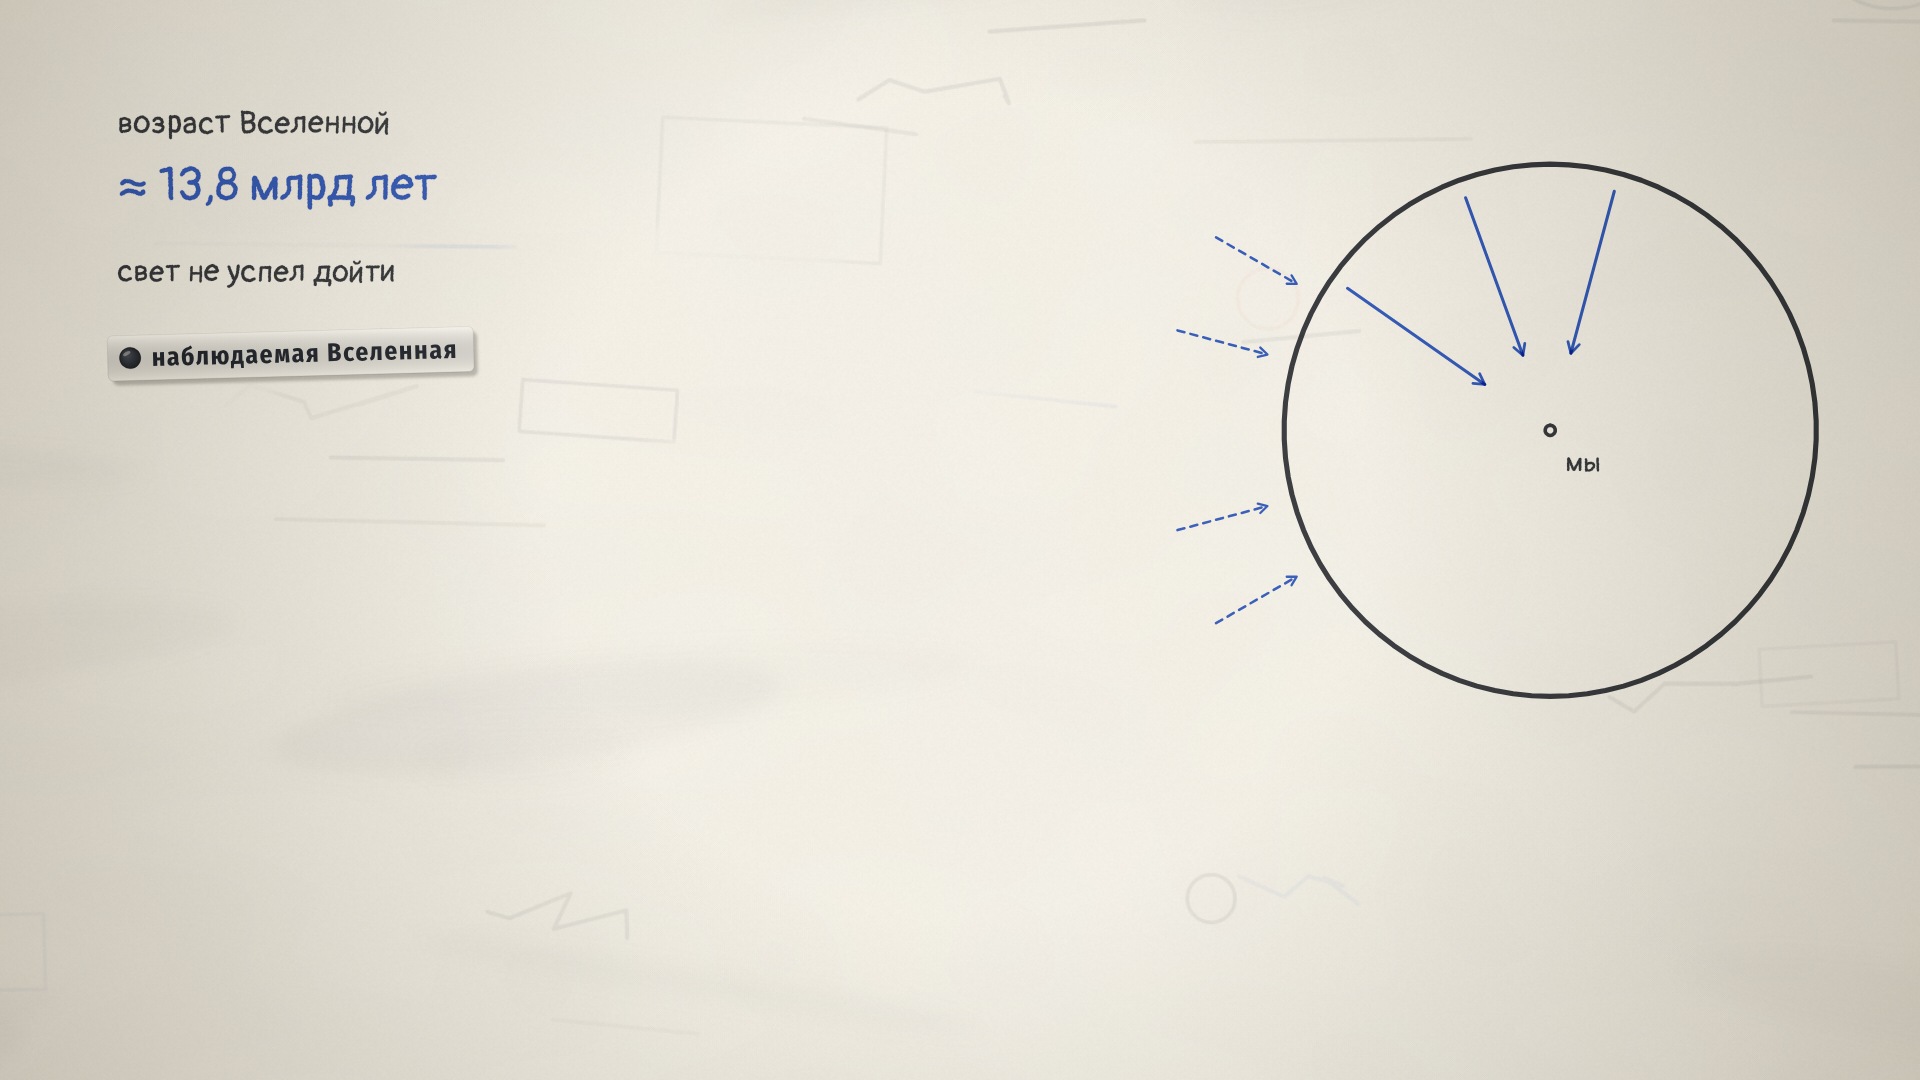 возраст Вселенной
≈ 13,8 млрд лет
свет не успел дойти
наблюдаемая Вселенная
мы